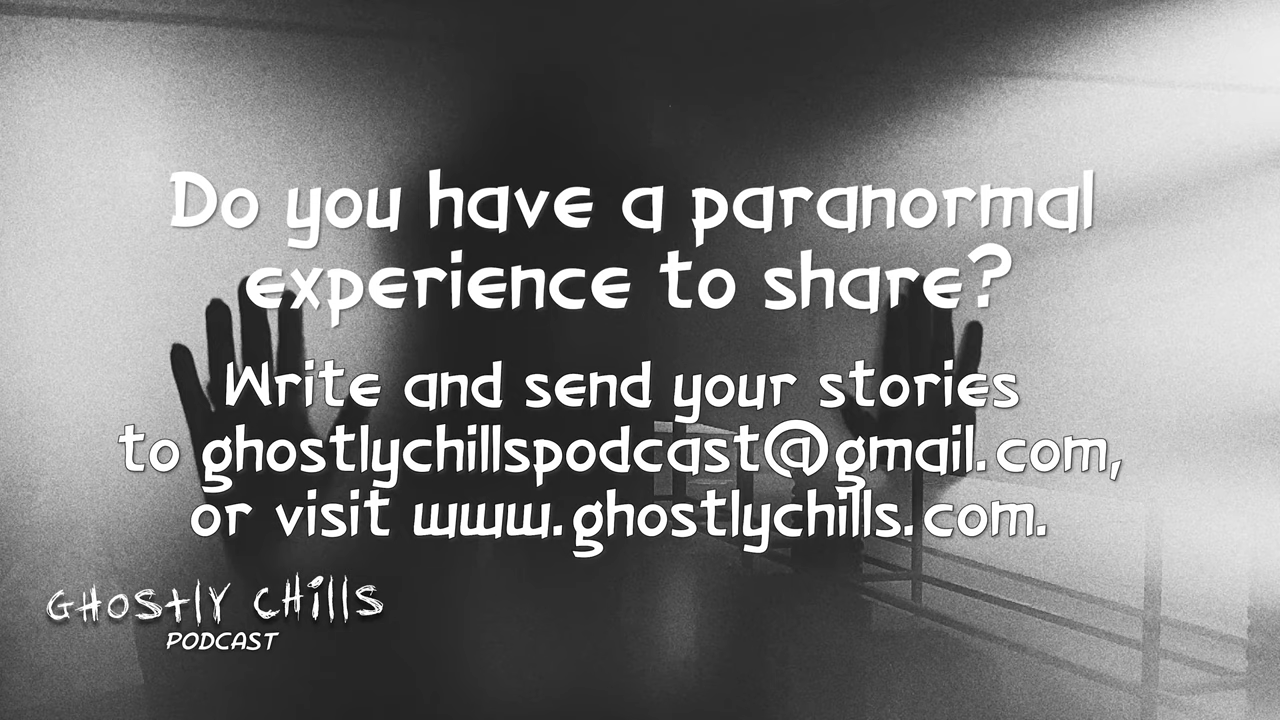 Do you have a paranormal
experience to share?
Write and send your stories
to ghostlychillspodcast@gmail.com,
or visit www.ghostlychills.com.
GHOStlY CHillS
PODCAST